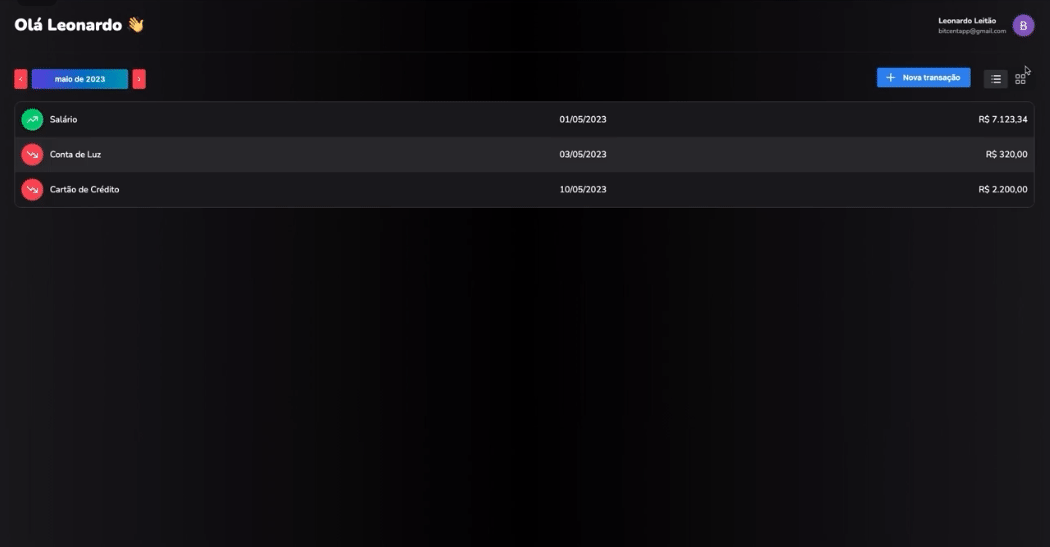 Olá Leonardo 👋
Leonardo Leitão
bitcentapp@gmail.com
B
maio de 2023
Nova transação
Salário 01/05/2023 R$ 7.123,34
Conta de Luz 03/05/2023 R$ 320,00
Cartão de Crédito 10/05/2023 R$ 2.200,00